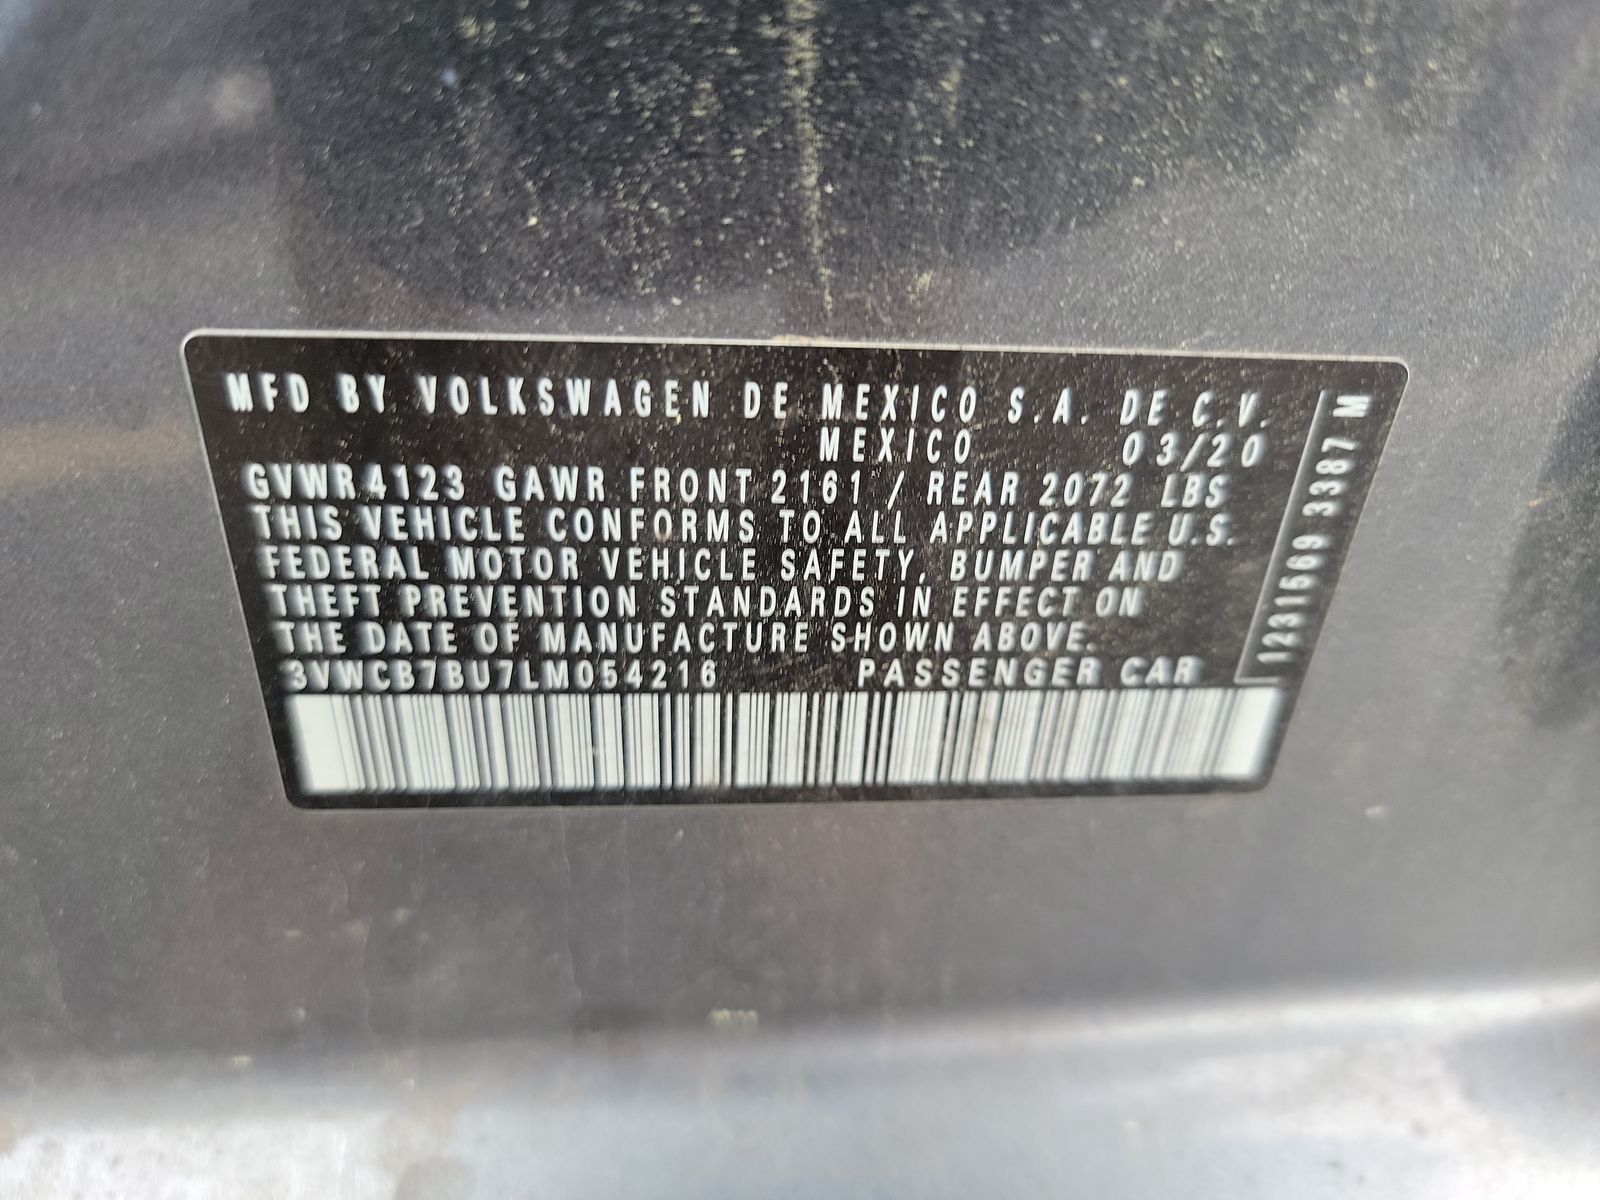 MFD BY VOLKSWAGEN DE MEXICO S.A. DE C.V.
MEXICO 03/20
GVWR 4123 GAWR FRONT 2161 / REAR 2072 LBS
THIS VEHICLE CONFORMS TO ALL APPLICABLE U.S.
FEDERAL MOTOR VEHICLE SAFETY, BUMPER AND
THEFT PREVENTION STANDARDS IN EFFECT ON
THE DATE OF MANUFACTURE SHOWN ABOVE.
3VWCB7BU7LM054216 PASSENGER CAR
1231569 3387 M